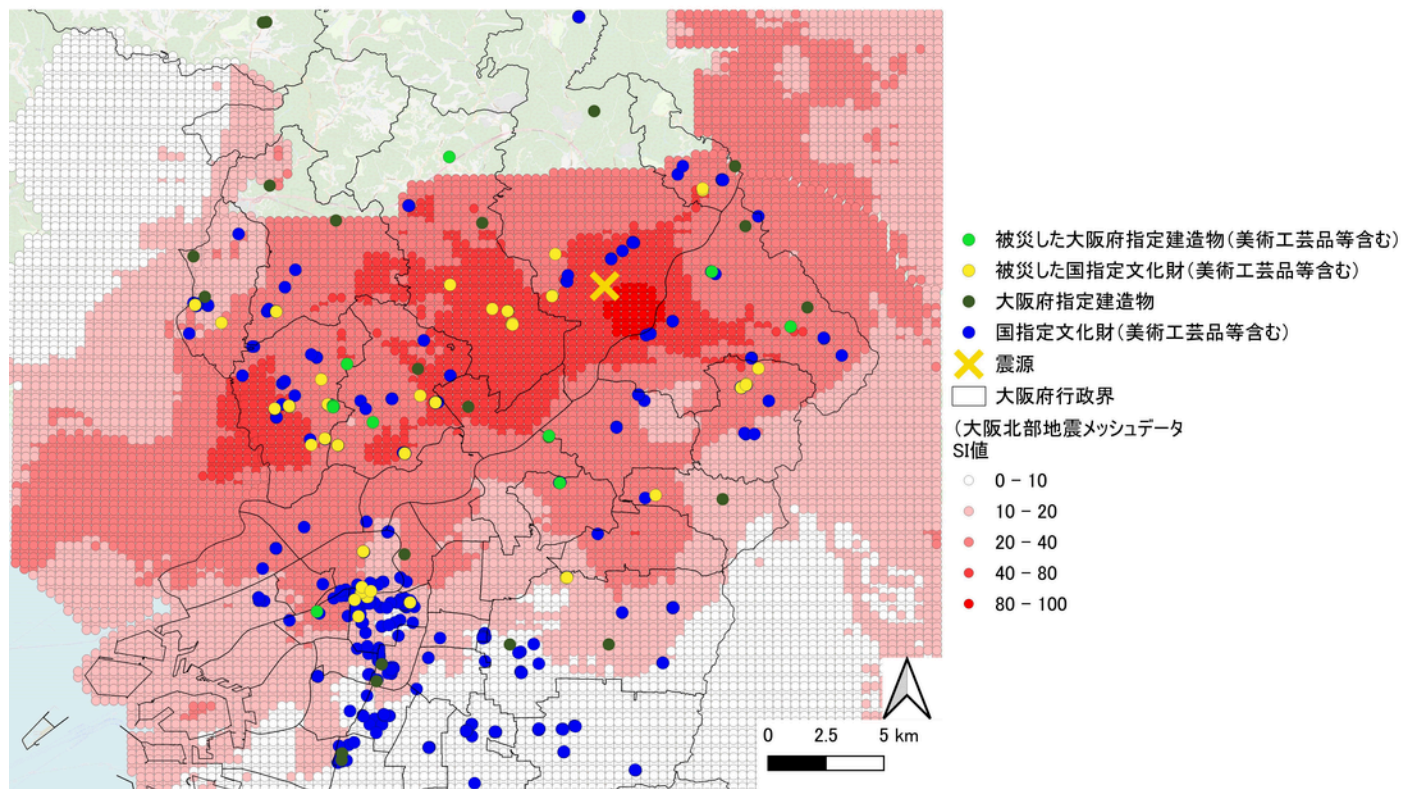 被災した大阪府指定建造物(美術工芸品等含む)
被災した国指定文化財(美術工芸品等含む)
大阪府指定建造物
国指定文化財(美術工芸品等含む)
震源
大阪府行政界
(大阪北部地震メッシュデータ
SI値
0 - 10
10 - 20
20 - 40
40 - 80
80 - 100
0 2.5 5 km